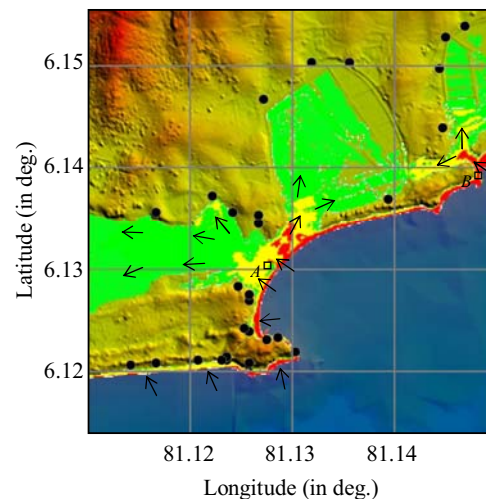 6.15
6.14
6.13
6.12
Latitude (in deg.)
A
B
81.12 81.13 81.14
Longitude (in deg.)